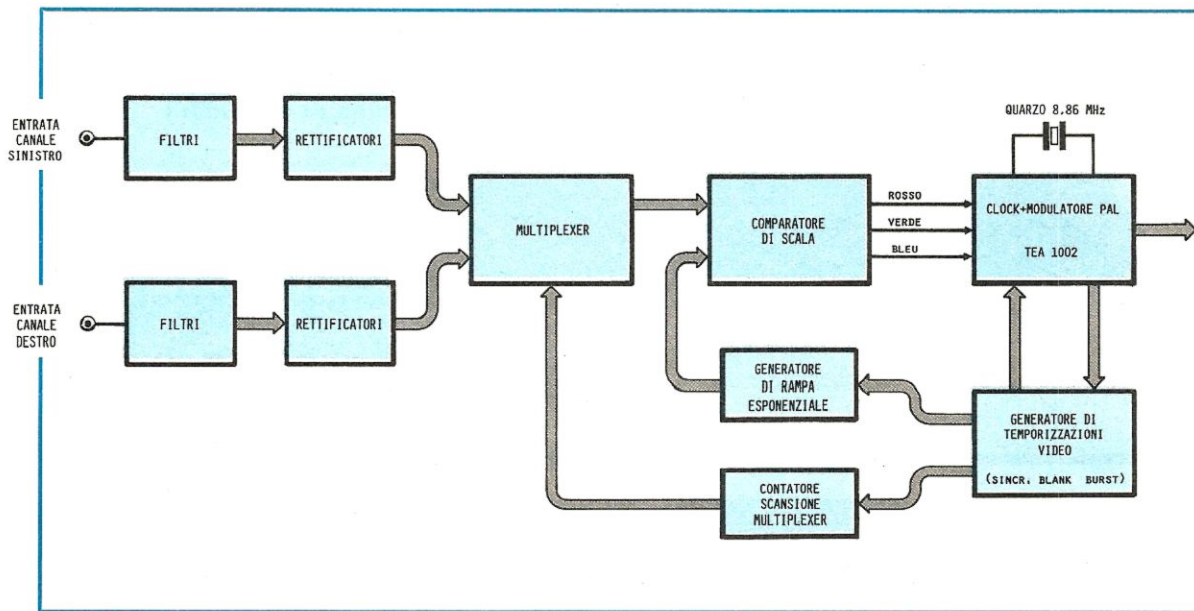 QUARZO 8.86 MHz
ENTRATA
CANALE
SINISTRO
FILTRI
RETTIFICATORI
MULTIPLEXER
COMPARATORE
DI SCALA
ROSSO
VERDE
BLEU
CLOCK+MODULATORE PAL
TEA 1002
ENTRATA
CANALE
DESTRO
FILTRI
RETTIFICATORI
GENERATORE
DI RAMPA
ESPONENZIALE
GENERATORE DI
TEMPORIZZAZIONI
VIDEO
(SINCR. BLANK BURST)
CONTATORE
SCANSIONE
MULTIPLEXER